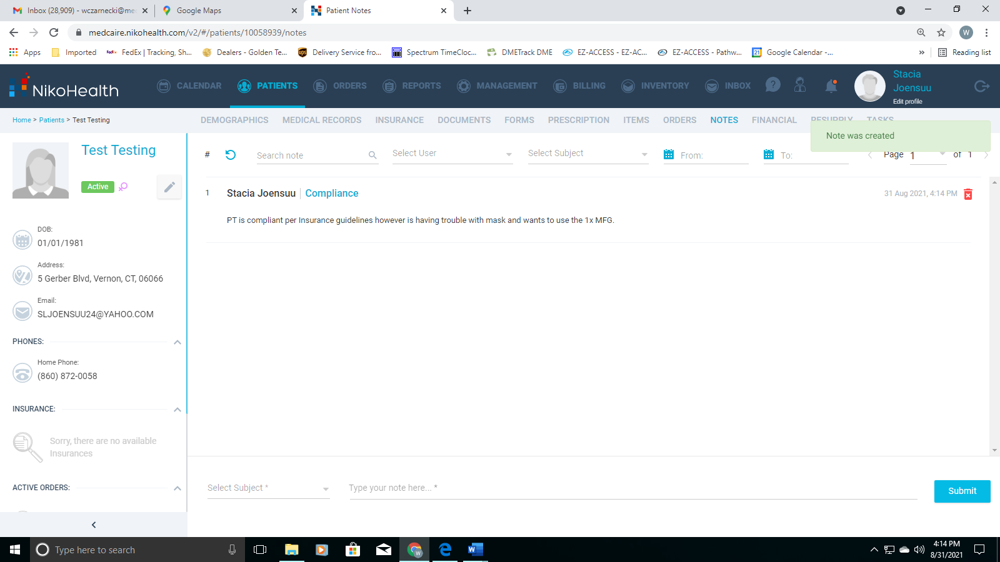 Inbox (28,909) - wczarnecki@me
Google Maps
Patient Notes
medcaire.nikohealth.com/v2/#/patients/10058939/notes
W
Apps
Imported
FedEx | Tracking, Sh...
Dealers - Golden Te...
Delivery Service fro...
Spectrum TimeCloc...
DMETrack DME
EZ-ACCESS - EZ-AC...
EZ-ACCESS - Pathw...
Google Calendar -...
»
Reading list
NikoHealth
CALENDAR
PATIENTS
ORDERS
REPORTS
MANAGEMENT
BILLING
INVENTORY
INBOX
Stacia
Joensuu
Edit profile
Home > Patients > Test Testing
DEMOGRAPHICS
MEDICAL RECORDS
INSURANCE
DOCUMENTS
FORMS
PRESCRIPTION
ITEMS
ORDERS
NOTES
FINANCIAL
RESUPPLY
TASKS
Note was created
Test Testing
Active
#
Search note
Select User
Select Subject
From:
To:
Page 1 of 1
1
Stacia Joensuu | Compliance
31 Aug 2021, 4:14 PM
PT is compliant per Insurance guidelines however is having trouble with mask and wants to use the 1x MFG.
DOB:
01/01/1981
Address:
5 Gerber Blvd, Vernon, CT, 06066
Email:
SLJOENSUU24@YAHOO.COM
PHONES:
Home Phone:
(860) 872-0058
INSURANCE:
Sorry, there are no available
Insurances
ACTIVE ORDERS:
Select Subject *
Type your note here... *
Submit
Type here to search
4:14 PM
8/31/2021